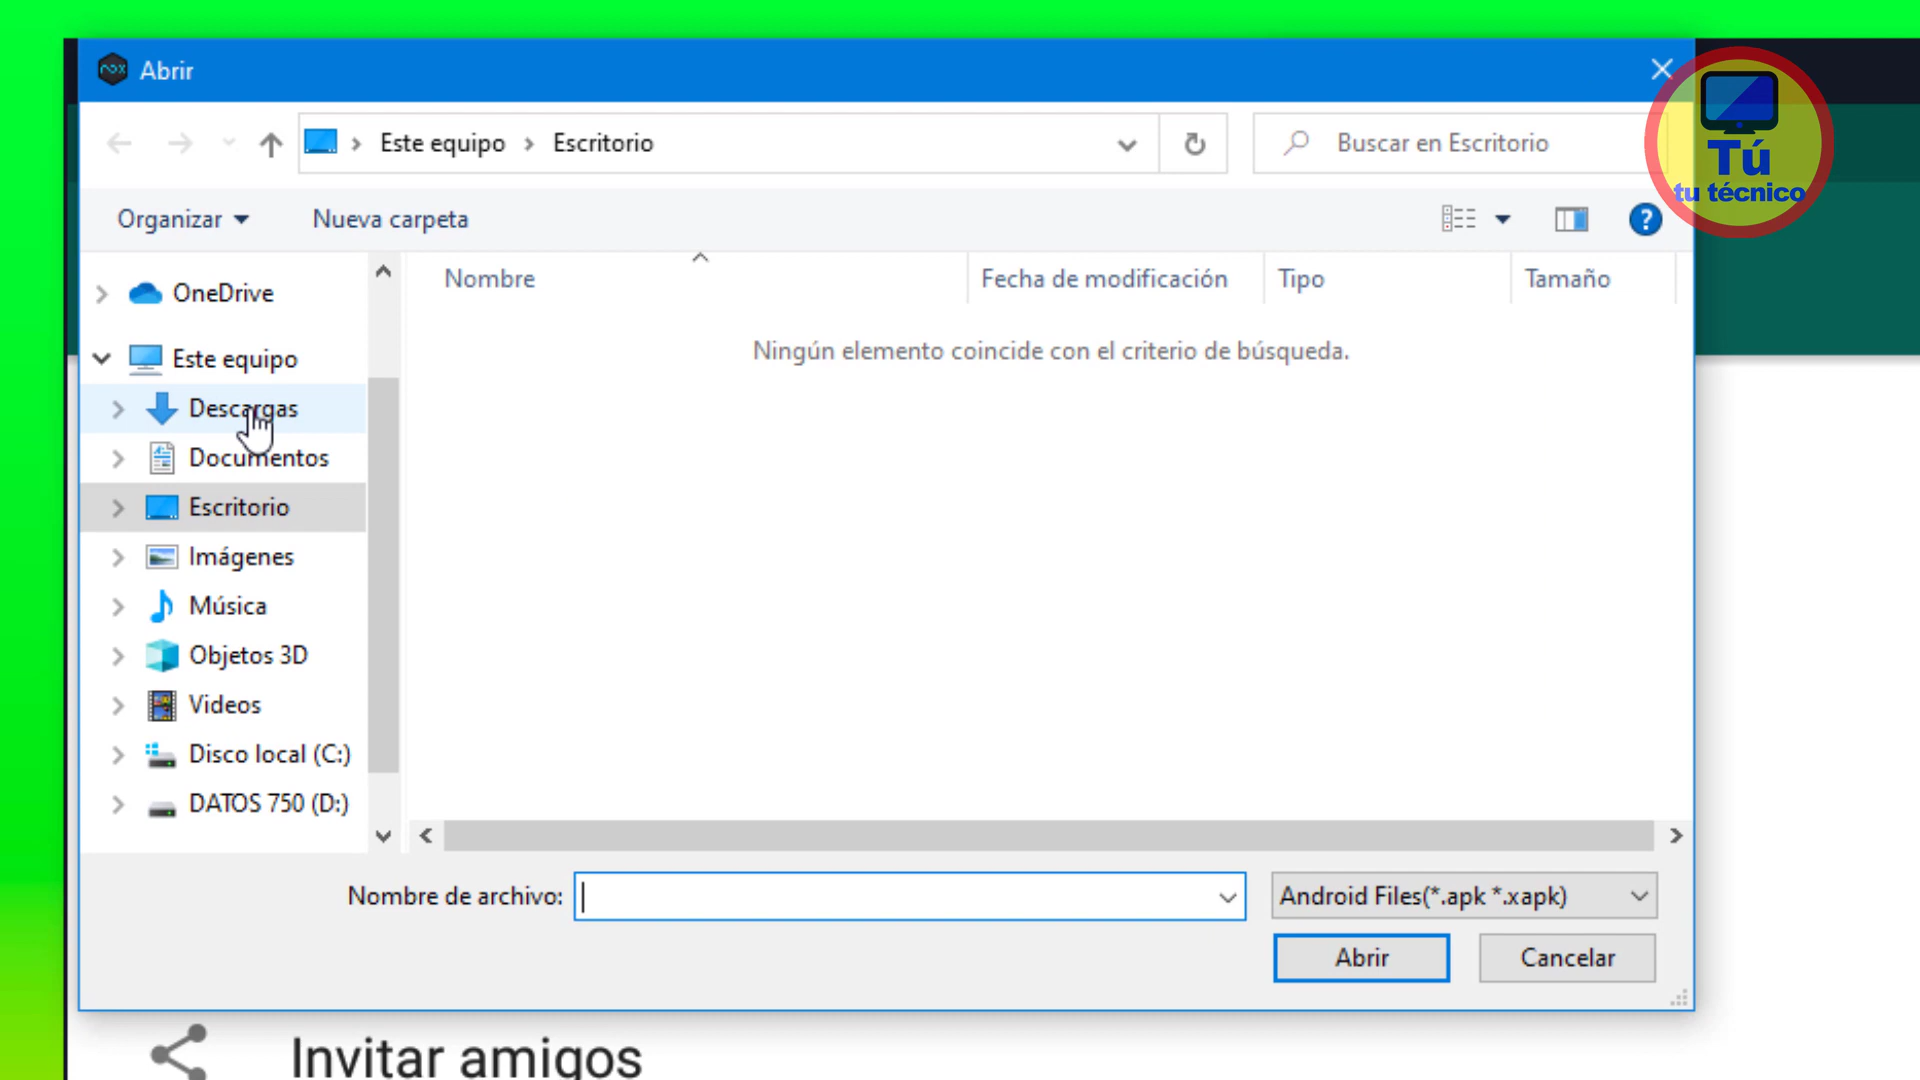 nox Abrir
Este equipo Escritorio
Buscar en Escritorio
Tú
tu técnico
Organizar Nueva carpeta
?
Nombre Fecha de modificación Tipo Tamaño
Ningún elemento coincide con el criterio de búsqueda.
OneDrive
Este equipo
Descargas
Documentos
Escritorio
Imágenes
Música
Objetos 3D
Videos
Disco local (C:)
DATOS 750 (D:)
Nombre de archivo:
Android Files(*.apk *.xapk)
Abrir Cancelar
Invitar amigos